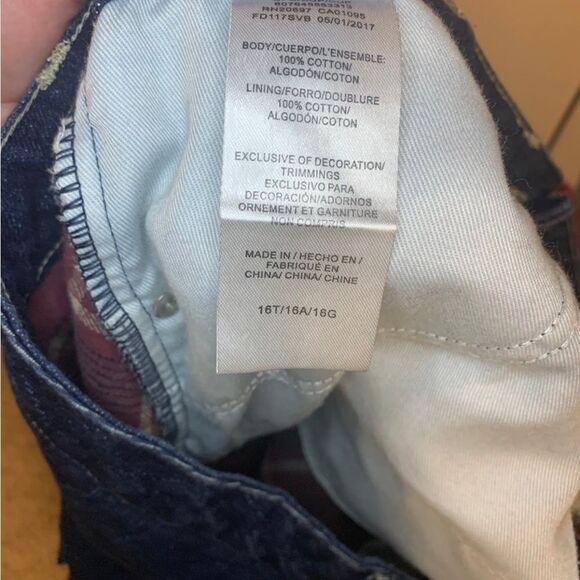 RN20697 CA01095
FD117SVB 05/01/2017
BODY/CUERPO/L'ENSEMBLE:
100% COTTON/
ALGODÓN/COTON
LINING/FORRO/DOUBLURE
100% COTTON/
ALGODÓN/COTON
EXCLUSIVE OF DECORATION/
TRIMMINGS
EXCLUSIVO PARA
DECORACIÓN/ADORNOS
ORNEMENT ET GARNITURE
NON COMPRIS
MADE IN / HECHO EN /
FABRIQUÉ EN
CHINA/ CHINA/ CHINE
16T/16A/16G